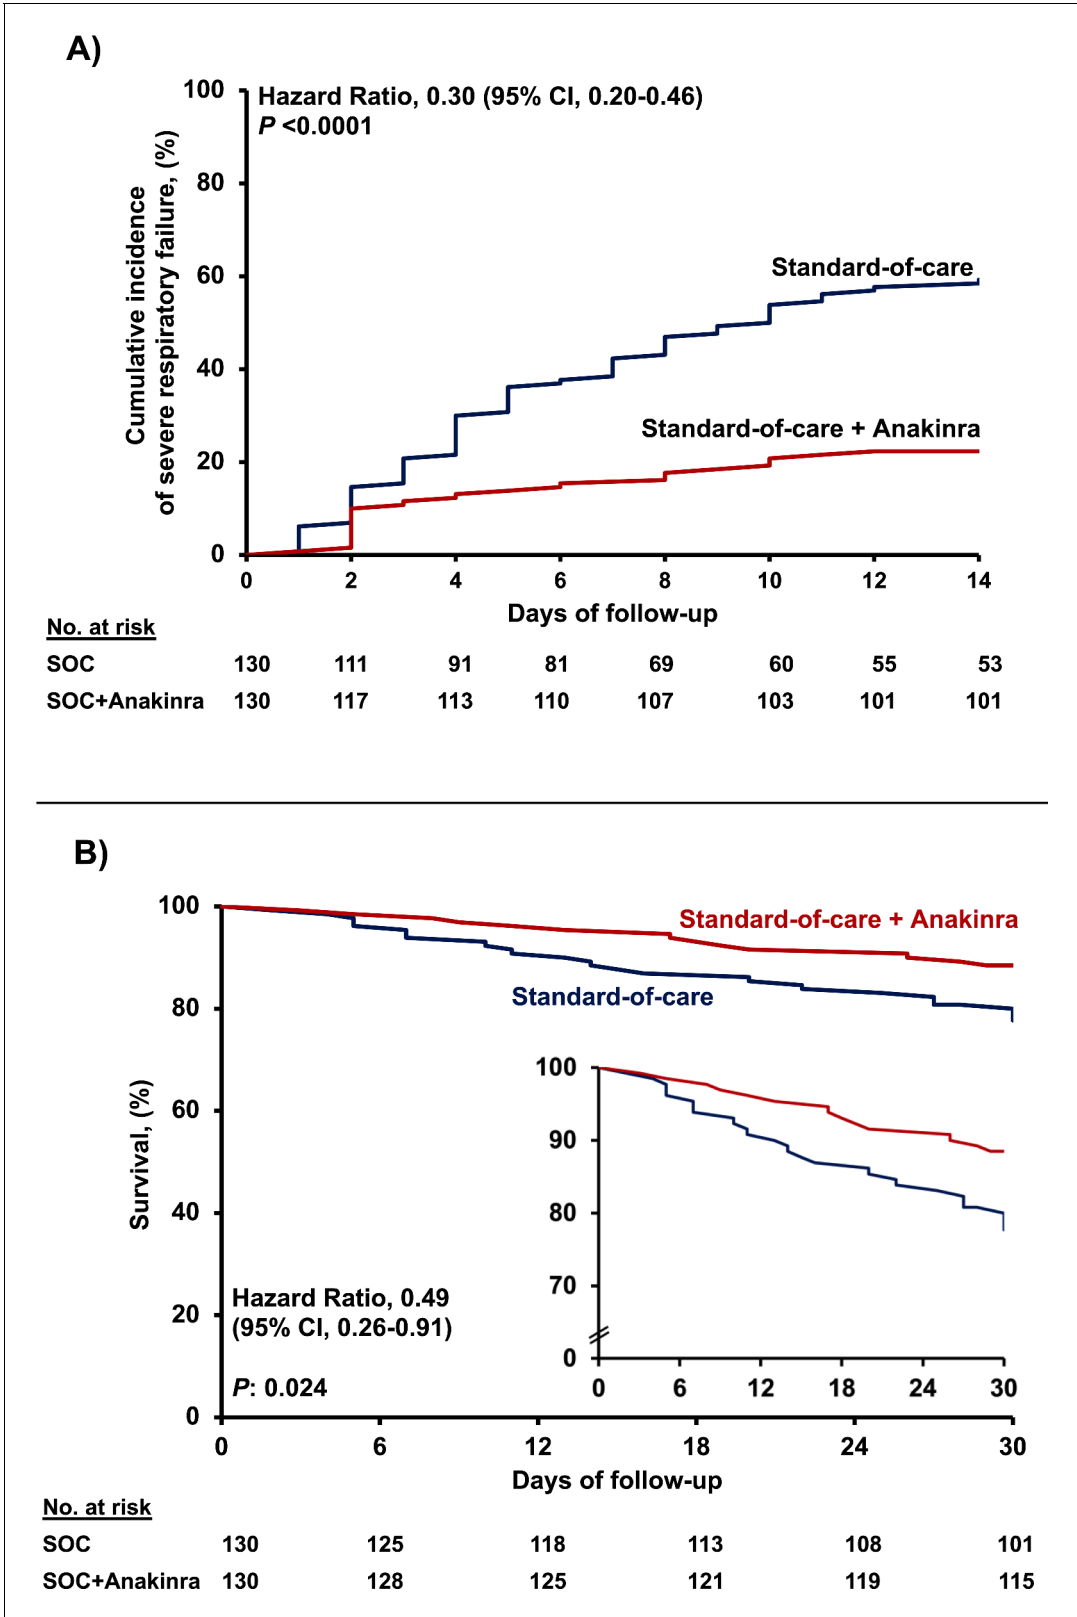 A)
Hazard Ratio, 0.30 (95% CI, 0.20-0.46)
P <0.0001
Cumulative incidence
of severe respiratory failure, (%)
100
80
60
40
20
0
Standard-of-care
Standard-of-care + Anakinra
0 2 4 6 8 10 12 14
Days of follow-up
No. at risk
SOC 130 111 91 81 69 60 55 53
SOC+Anakinra 130 117 113 110 107 103 101 101
B)
Survival, (%)
100
80
60
40
20
0
Standard-of-care + Anakinra
Standard-of-care
100
90
80
70
0
0 6 12 18 24 30
Hazard Ratio, 0.49
(95% CI, 0.26-0.91)
P: 0.024
0 6 12 18 24 30
Days of follow-up
No. at risk
SOC 130 125 118 113 108 101
SOC+Anakinra 130 128 125 121 119 115